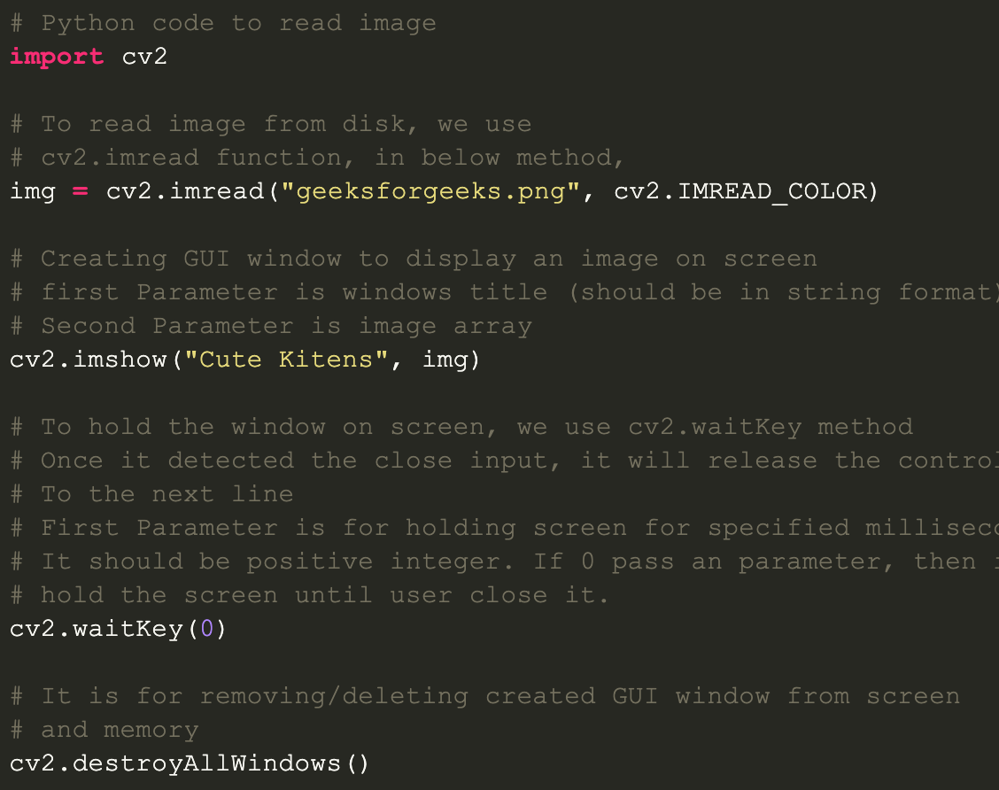 # Python code to read image
import cv2
# To read image from disk, we use
# cv2.imread function, in below method,
img = cv2.imread("geeksforgeeks.png", cv2.IMREAD_COLOR)
# Creating GUI window to display an image on screen
# first Parameter is windows title (should be in string format)
# Second Parameter is image array
cv2.imshow("Cute Kitens", img)
# To hold the window on screen, we use cv2.waitKey method
# Once it detected the close input, it will release the control
# To the next line
# First Parameter is for holding screen for specified
# It should be positive integer. If 0 pass an parameter, then
# hold the screen until user close it.
cv2.waitKey(0)
# It is for removing/deleting created GUI window from screen
# and memory
cv2.destroyAllWindows()